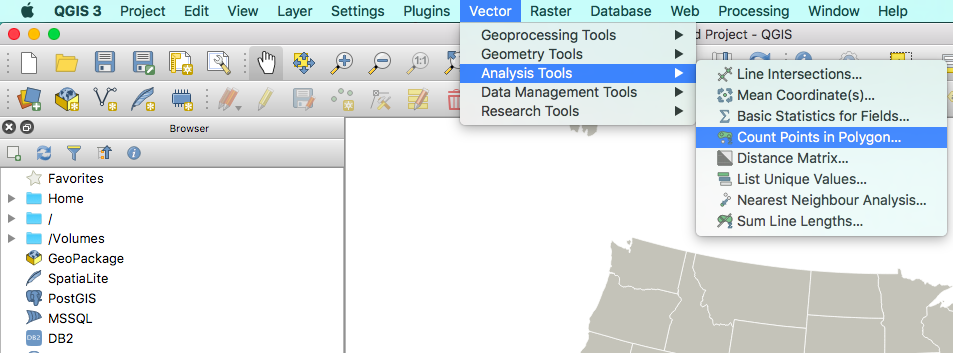 QGIS 3 Project Edit View Layer Settings Plugins Vector Raster Database Web Processing Window Help
d Project - QGIS
Geoprocessing Tools
Geometry Tools
Analysis Tools
Data Management Tools
Research Tools
Line Intersections...
Mean Coordinate(s)...
Basic Statistics for Fields...
Count Points in Polygon...
Distance Matrix...
List Unique Values...
Nearest Neighbour Analysis...
Sum Line Lengths...
1:1
Browser
Favorites
Home
/
/Volumes
GeoPackage
SpatiaLite
PostGIS
MSSQL
DB2